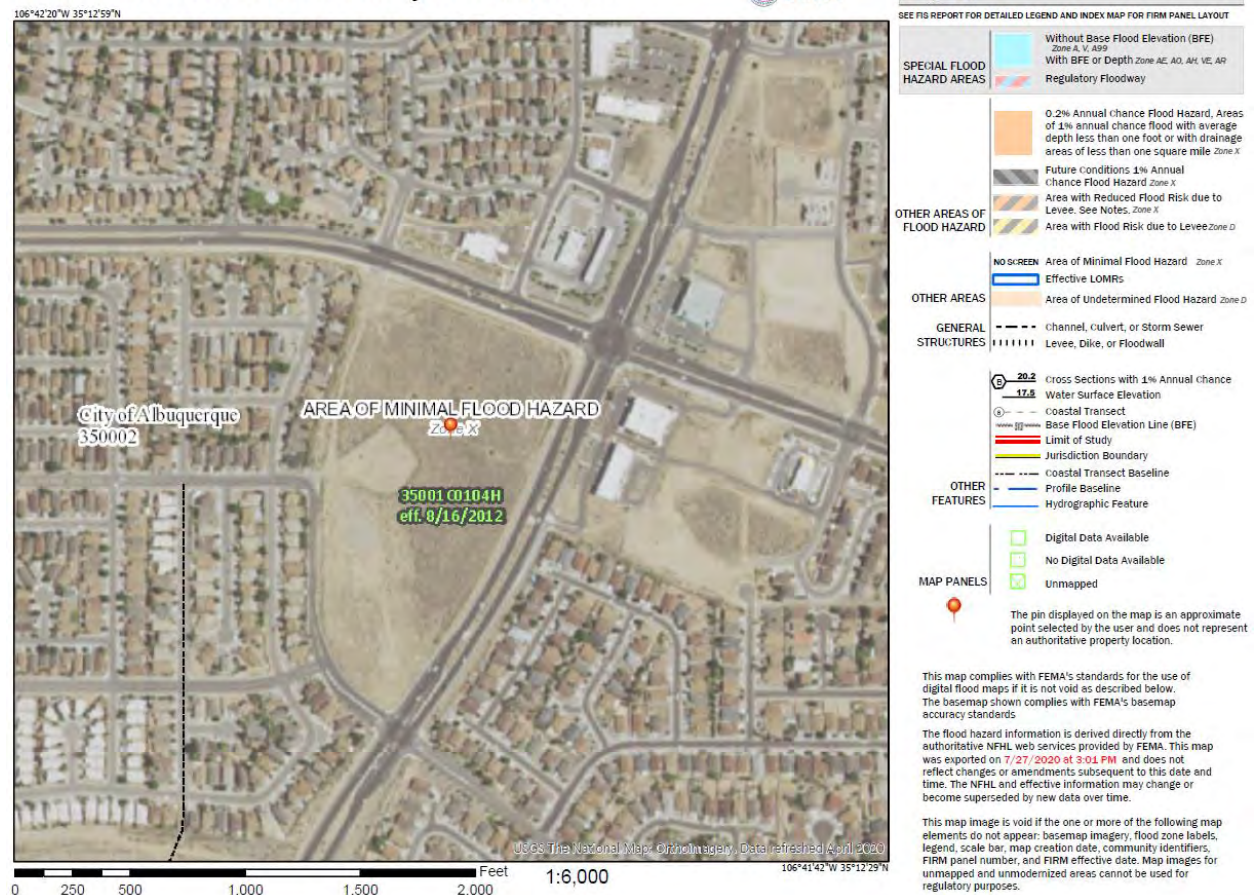 106°42'20"W 35°12'59"N
City of Albuquerque
350002
AREA OF MINIMAL FLOOD HAZARD
Zone X
35001C0104H
eff. 8/16/2012
USGS The National Map: Orthoimagery. Data refreshed April 2020
Feet
1:6,000
106°41'42"W 35°12'29"N
0 250 500 1,000 1,500 2,000
SEE FIS REPORT FOR DETAILED LEGEND AND INDEX MAP FOR FIRM PANEL LAYOUT
SPECIAL FLOOD
HAZARD AREAS
Without Base Flood Elevation (BFE)
Zone A, V, A99
With BFE or Depth Zone AE, AO, AH, VE, AR
Regulatory Floodway
OTHER AREAS OF
FLOOD HAZARD
0.2% Annual Chance Flood Hazard, Areas
of 1% annual chance flood with average
depth less than one foot or with drainage
areas of less than one square mile Zone X
Future Conditions 1% Annual
Chance Flood Hazard Zone X
Area with Reduced Flood Risk due to
Levee. See Notes. Zone X
Area with Flood Risk due to Levee Zone D
OTHER AREAS
NO SCREEN Area of Minimal Flood Hazard Zone X
Effective LOMRs
Area of Undetermined Flood Hazard Zone D
GENERAL
STRUCTURES
Channel, Culvert, or Storm Sewer
Levee, Dike, or Floodwall
OTHER
FEATURES
B 20.2 Cross Sections with 1% Annual Chance
17.5 Water Surface Elevation
8 Coastal Transect
513 Base Flood Elevation Line (BFE)
Limit of Study
Jurisdiction Boundary
Coastal Transect Baseline
Profile Baseline
Hydrographic Feature
MAP PANELS
Digital Data Available
No Digital Data Available
Unmapped
The pin displayed on the map is an approximate
point selected by the user and does not represent
an authoritative property location.
This map complies with FEMA's standards for the use of
digital flood maps if it is not void as described below.
The basemap shown complies with FEMA's basemap
accuracy standards
The flood hazard information is derived directly from the
authoritative NFHL web services provided by FEMA. This map
was exported on 7/27/2020 at 3:01 PM and does not
reflect changes or amendments subsequent to this date and
time. The NFHL and effective information may change or
become superseded by new data over time.
This map image is void if the one or more of the following map
elements do not appear: basemap imagery, flood zone labels,
legend, scale bar, map creation date, community identifiers,
FIRM panel number, and FIRM effective date. Map images for
unmapped and unmodernized areas cannot be used for
regulatory purposes.